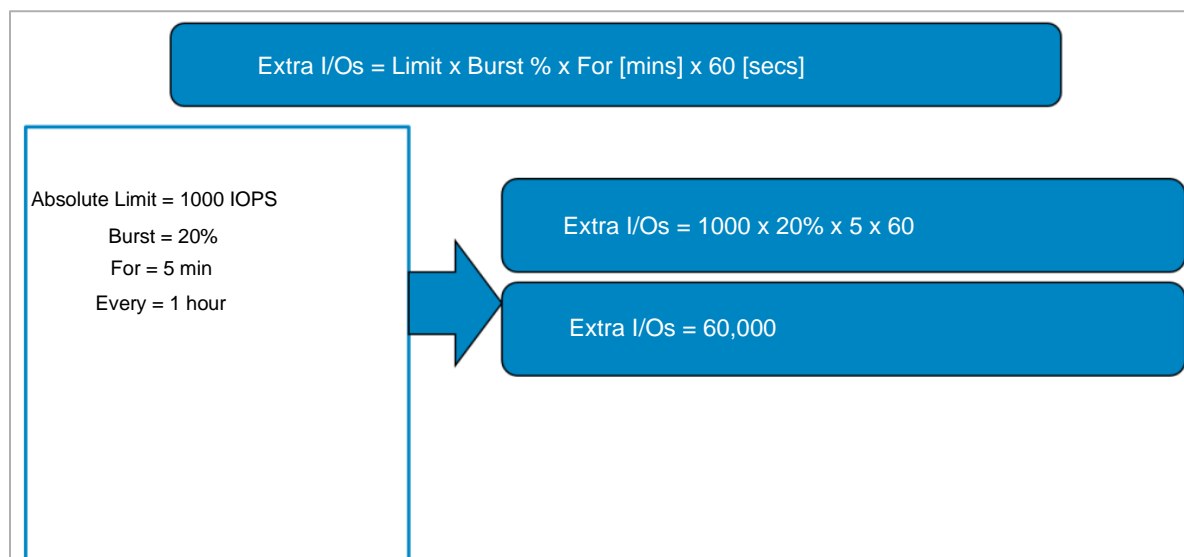 Extra I/Os = Limit x Burst % x For [mins] x 60 [secs]
Absolute Limit = 1000 IOPS
Burst = 20%
For = 5 min
Every = 1 hour
Extra I/Os = 1000 x 20% x 5 x 60
Extra I/Os = 60,000